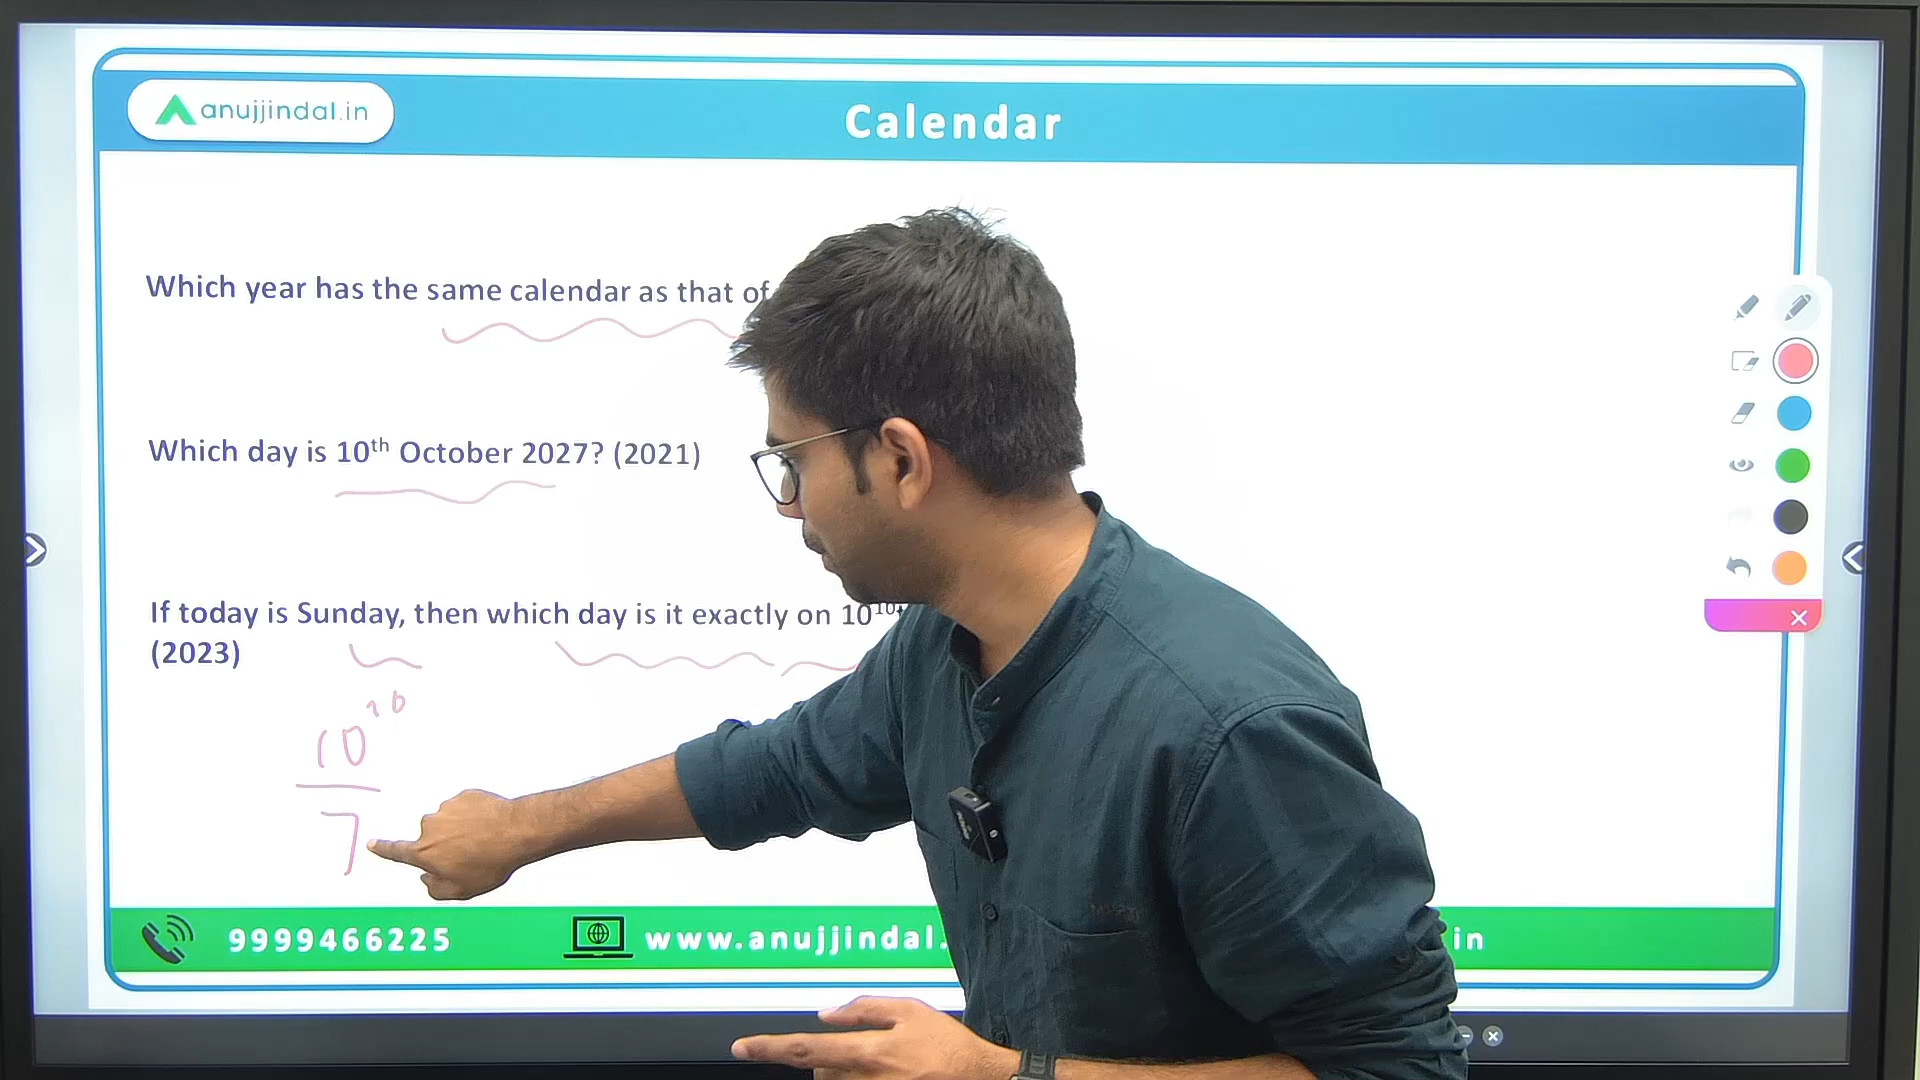 anujjindal.in
Calendar
Which year has the same calendar as that of
Which day is 10th October 2027? (2021)
If today is Sunday, then which day is it exactly on 10^10t
(2023)
10^10
7
9999466225
www.anujjindal.
in